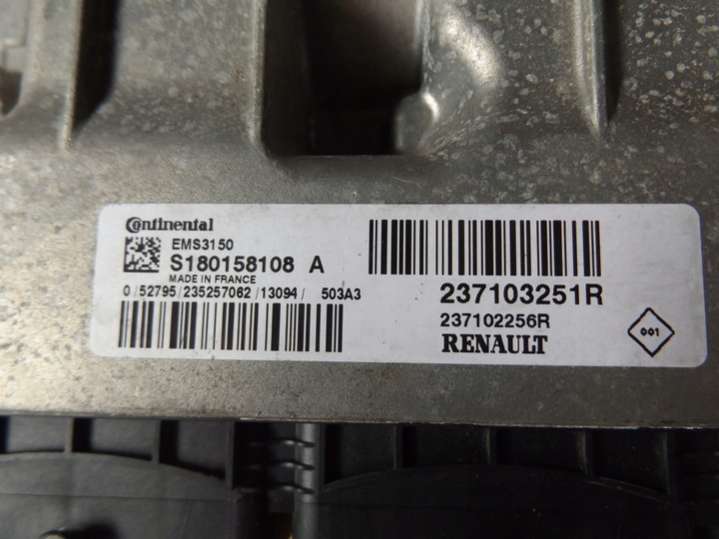 Continental
EMS3150
S180158108 A
MADE IN FRANCE
0/52795/235257062/13094/ 503A3
237103251R
237102256R
RENAULT
001